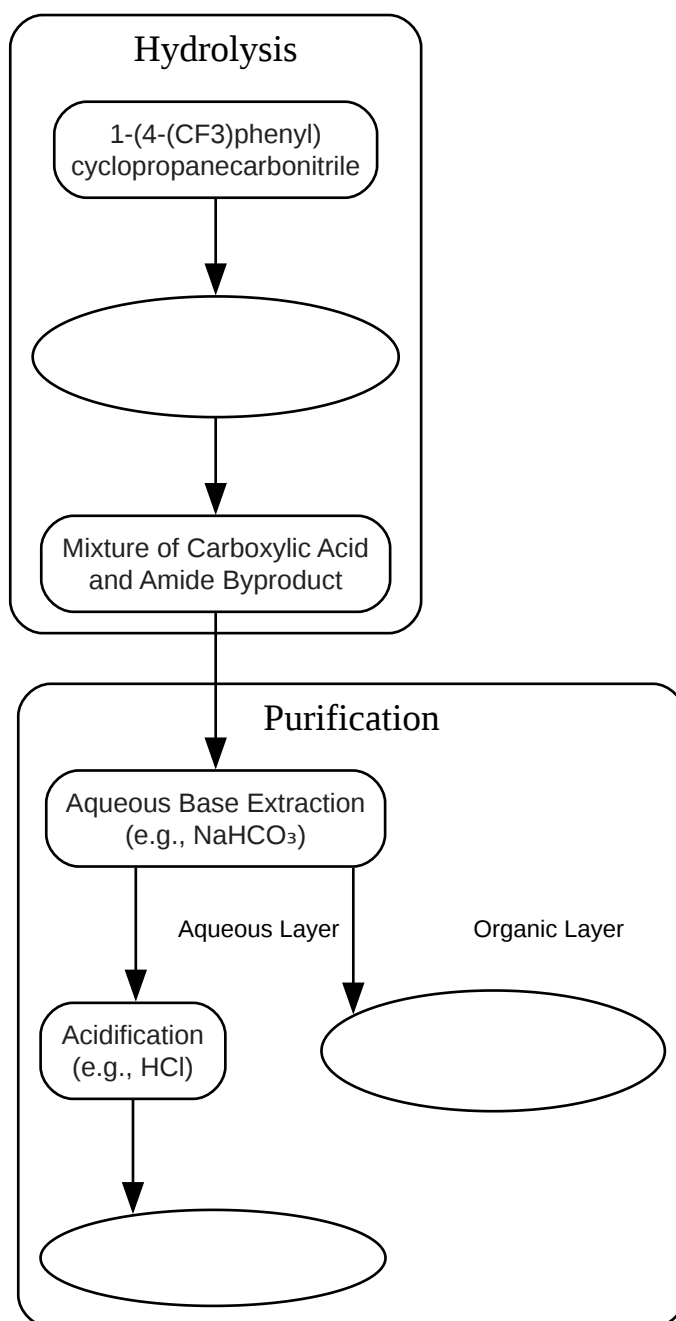 Hydrolysis
1-(4-(CF3)phenyl)
cyclopropanecarbonitrile
Mixture of Carboxylic Acid
and Amide Byproduct
Purification
Aqueous Base Extraction
(e.g., NaHCO₃)
Aqueous Layer
Organic Layer
Acidification
(e.g., HCl)